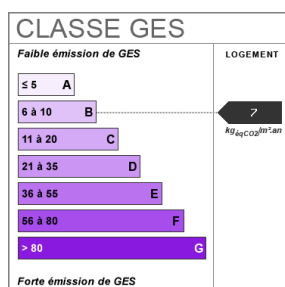 CLASSE GES
Faible émission de GES
LOGEMENT
≤ 5 A
6 à 10 B
7
11 à 20 C
kgéqCO2/m².an
21 à 35 D
36 à 55 E
56 à 80 F
> 80 G
Forte émission de GES